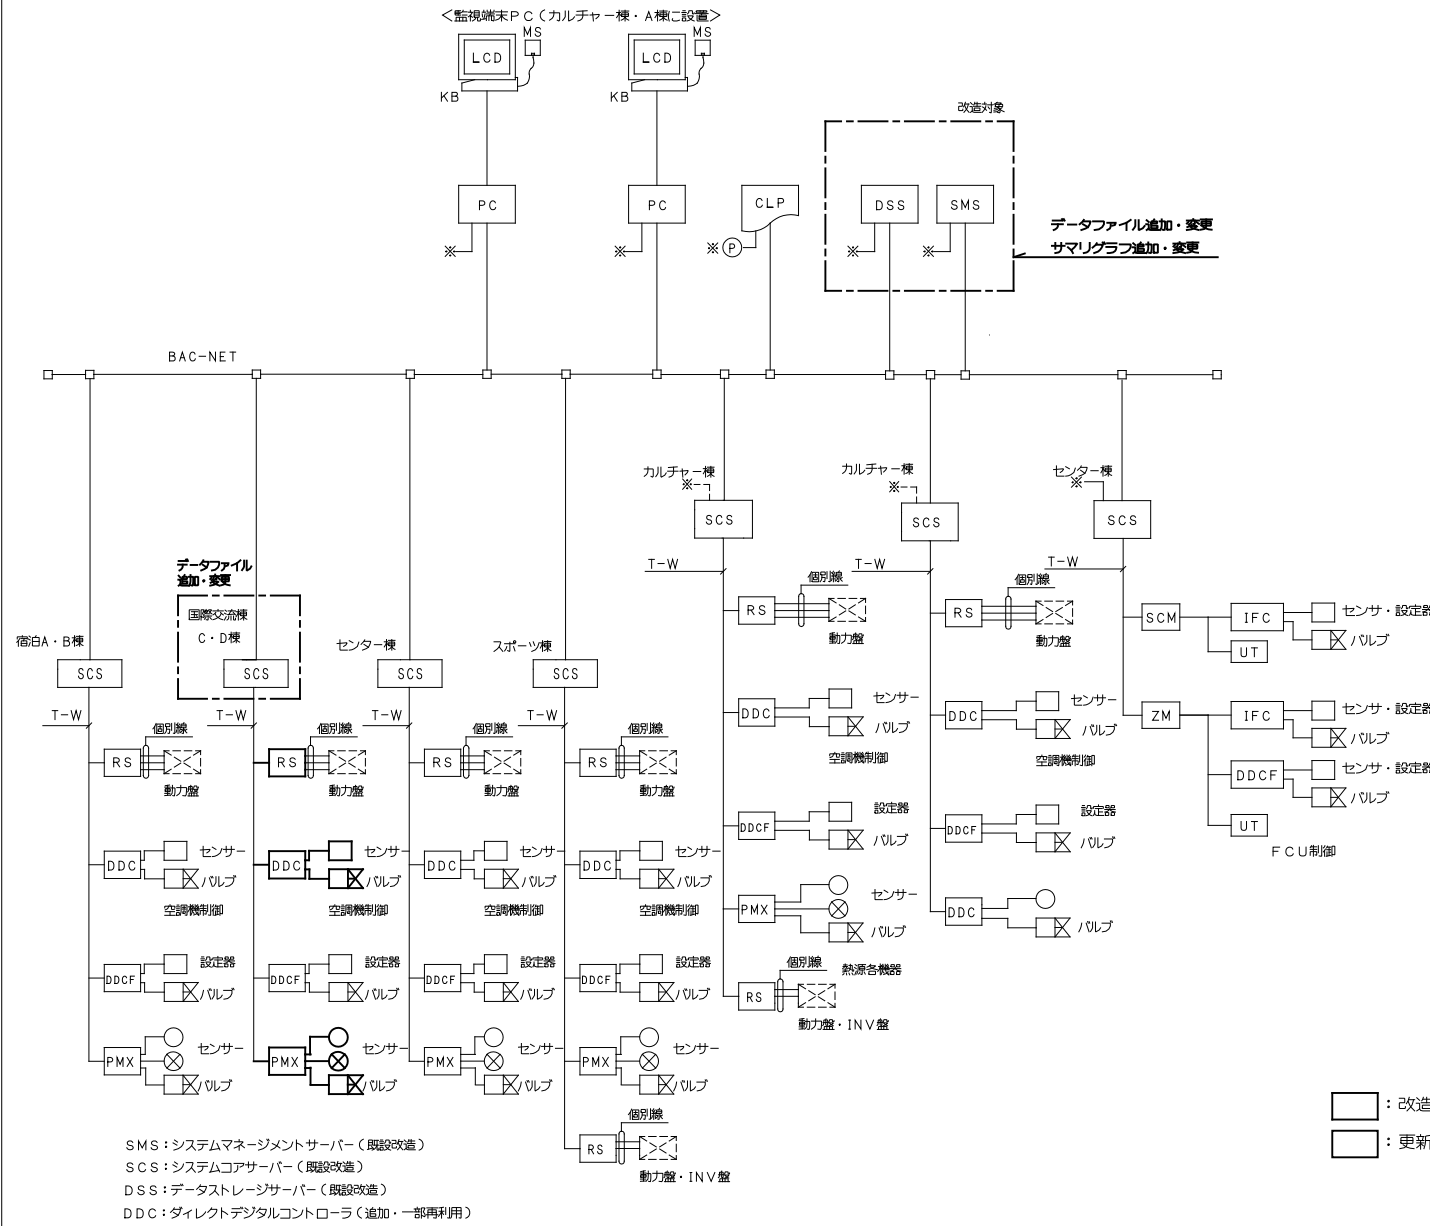 ＜監視端末ＰＣ（カルチャー棟・Ａ棟に設置＞
MS
MS
LCD
LCD
KB
KB
改造対象
PC
PC
CLP
DSS
SMS
※
※
※
P
※
※
データファイル追加・変更
サマリグラフ追加・変更
BAC-NET
カルチャー棟
※
SCS
T-W
カルチャー棟
※
SCS
T-W
センター棟
※
SCS
T-W
データファイル
追加・変更
国際交流棟
Ｃ・Ｄ棟
宿泊Ａ・Ｂ棟
センター棟
スポーツ棟
SCS
SCS
SCS
SCS
T-W
T-W
T-W
T-W
個別線
RS
動力盤
DDC
センサー
バルブ
空調機制御
DDCF
設定器
バルブ
PMX
センサー
バルブ
個別線
RS
動力盤
DDC
センサー
バルブ
空調機制御
DDCF
設定器
バルブ
PMX
センサー
バルブ
個別線
RS
動力盤
DDC
センサー
バルブ
空調機制御
DDCF
設定器
バルブ
PMX
センサー
バルブ
個別線
RS
動力盤
DDC
センサー
バルブ
空調機制御
DDCF
設定器
バルブ
PMX
センサー
バルブ
個別線
RS
動力盤・ＩＮＶ盤
個別線
RS
動力盤
DDC
センサー
バルブ
空調機制御
DDCF
設定器
バルブ
PMX
センサー
バルブ
個別線
熱源各機器
RS
動力盤・ＩＮＶ盤
個別線
RS
動力盤
DDC
センサー
バルブ
空調機制御
DDCF
設定器
バルブ
DDC
バルブ
SCM
IFC
センサ・設定器
バルブ
UT
ZM
IFC
センサ・設定器
バルブ
DDCF
センサ・設定器
バルブ
UT
ＦＣＵ制御
：改造
：更新
ＳＭＳ：システムマネージメントサーバー（既設改造）
ＳＣＳ：システムコアサーバー（既設改造）
ＤＳＳ：データストレージサーバー（既設改造）
ＤＤＣ：ダイレクトデジタルコントローラ（追加・一部再利用）